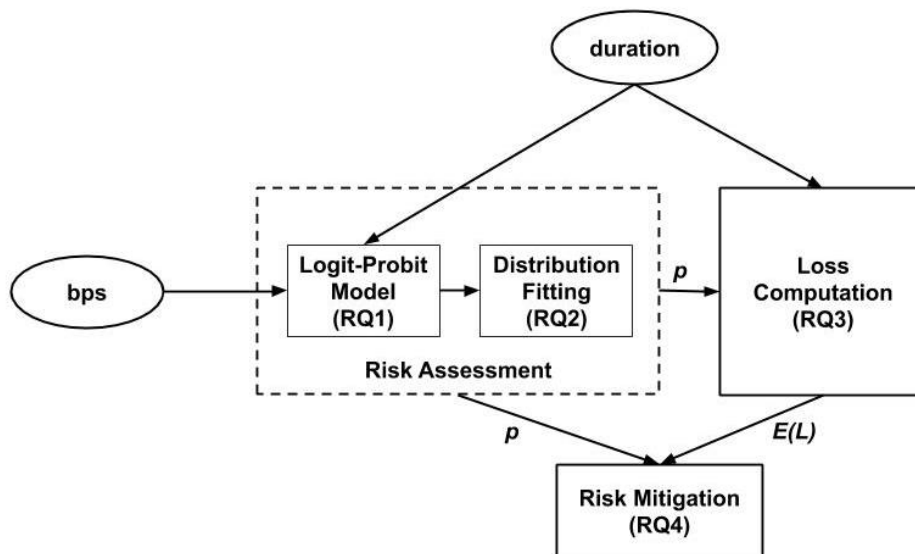 duration
bps
Logit-Probit
Model
(RQ1)
Distribution
Fitting
(RQ2)
Risk Assessment
p
Loss
Computation
(RQ3)
p
E(L)
Risk Mitigation
(RQ4)